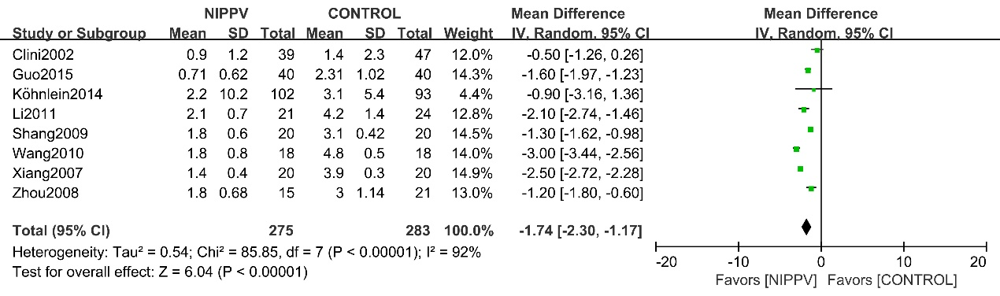 NIPPV CONTROL Mean Difference Mean Difference
Study or Subgroup Mean SD Total Mean SD Total Weight IV, Random, 95% CI IV, Random, 95% CI
Clini2002 0.9 1.2 39 1.4 2.3 47 12.0% -0.50 [-1.26, 0.26]
Guo2015 0.71 0.62 40 2.31 1.02 40 14.3% -1.60 [-1.97, -1.23]
Köhnlein2014 2.2 10.2 102 3.1 5.4 93 4.4% -0.90 [-3.16, 1.36]
Li2011 2.1 0.7 21 4.2 1.4 24 12.8% -2.10 [-2.74, -1.46]
Shang2009 1.8 0.6 20 3.1 0.42 20 14.5% -1.30 [-1.62, -0.98]
Wang2010 1.8 0.8 18 4.8 0.5 18 14.0% -3.00 [-3.44, -2.56]
Xiang2007 1.4 0.4 20 3.9 0.3 20 14.9% -2.50 [-2.72, -2.28]
Zhou2008 1.8 0.68 15 3 1.14 21 13.0% -1.20 [-1.80, -0.60]
Total (95% CI) 275 283 100.0% -1.74 [-2.30, -1.17]
Heterogeneity: Tau² = 0.54; Chi² = 85.85, df = 7 (P < 0.00001); I² = 92%
Test for overall effect: Z = 6.04 (P < 0.00001)
-20 -10 0 10 20
Favors [NIPPV] Favors [CONTROL]